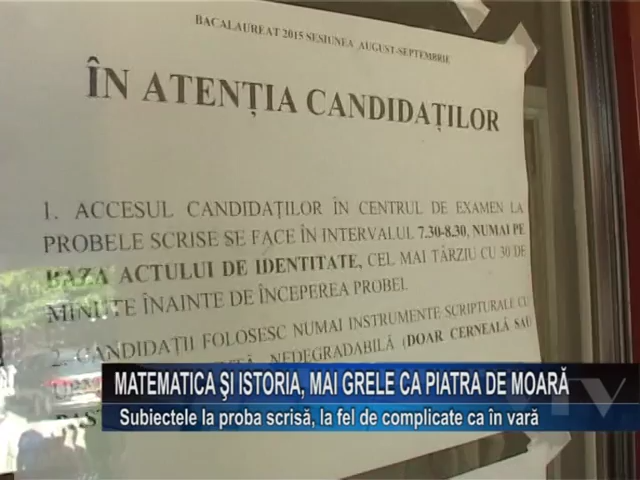 BACALAUREAT 2015 SESIUNEA AUGUST-SEPTEMBRIE
ÎN ATENȚIA CANDIDAȚILOR
1. ACCESUL CANDIDAȚILOR ÎN CENTRUL DE EXAMEN LA
PROBELE SCRISE SE FACE ÎN INTERVALUL 7.30-8.30, NUMAI PE
BAZA ACTULUI DE IDENTITATE, CEL MAI TÂRZIU CU 30 DE
MINUTE ÎNAINTE DE ÎNCEPEREA PROBEI.
2. CANDIDAȚII FOLOSESC NUMAI INSTRUMENTE SCRIPTURALE CU
NEDEGRADABILĂ (DOAR CERNEALĂ SAU
MATEMATICA ŞI ISTORIA, MAI GRELE CA PIATRA DE MOARĂ
Subiectele la proba scrisă, la fel de complicate ca în vară